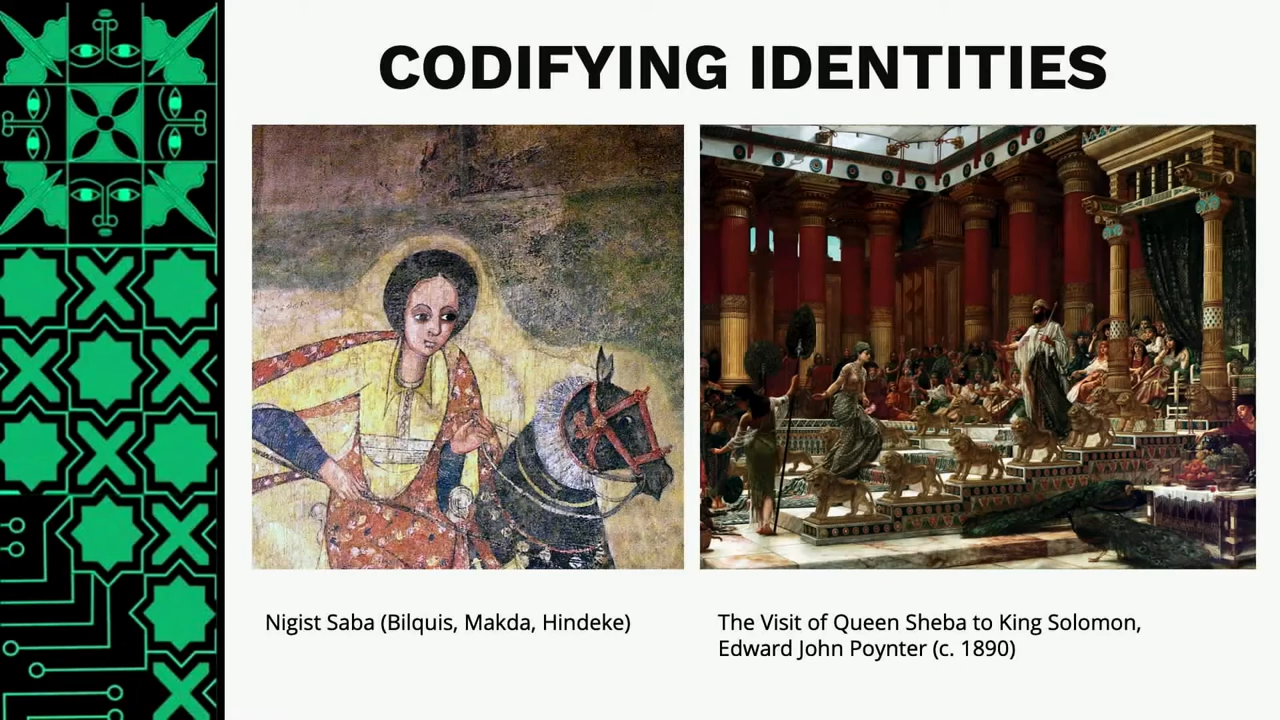 CODIFYING IDENTITIES
Nigist Saba (Bilquis, Makda, Hindeke)
The Visit of Queen Sheba to King Solomon,
Edward John Poynter (c. 1890)